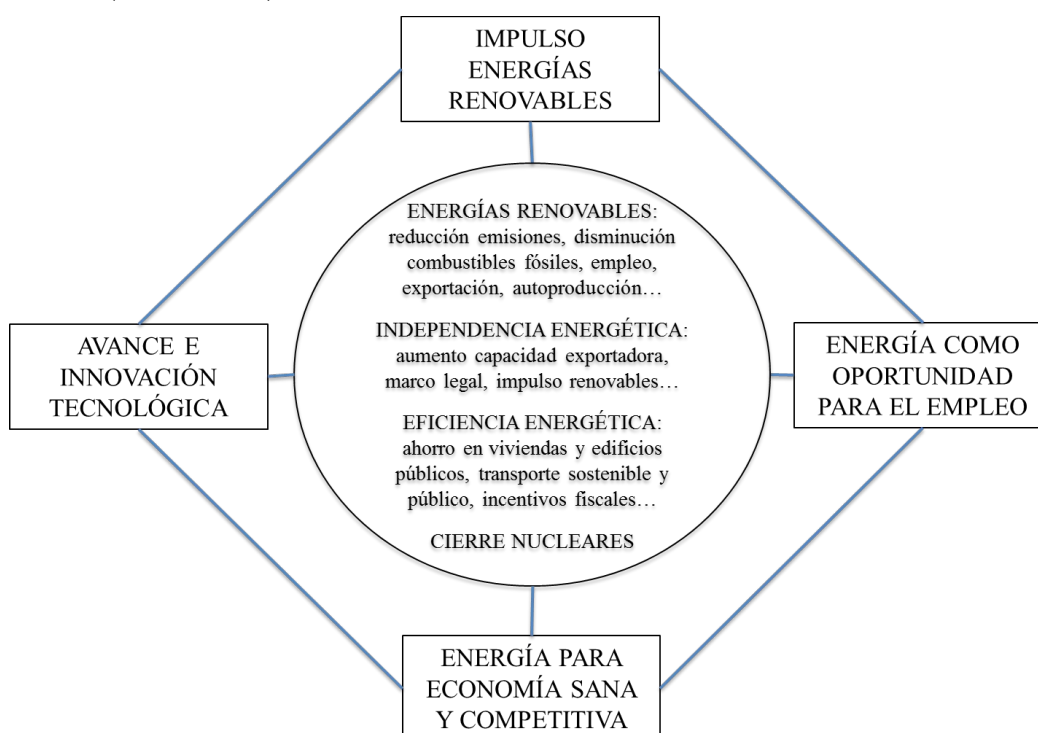 IMPULSO
ENERGÍAS
RENOVABLES
ENERGÍAS RENOVABLES:
reducción emisiones, disminución
combustibles fósiles, empleo,
exportación, autoproducción…
INDEPENDENCIA ENERGÉTICA:
aumento capacidad exportadora,
marco legal, impulso renovables…
EFICIENCIA ENERGÉTICA:
ahorro en viviendas y edificios
públicos, transporte sostenible y
público, incentivos fiscales…
CIERRE NUCLEARES
AVANCE E
INNOVACIÓN
TECNOLÓGICA
ENERGÍA COMO
OPORTUNIDAD
PARA EL EMPLEO
ENERGÍA PARA
ECONOMÍA SANA
Y COMPETITIVA